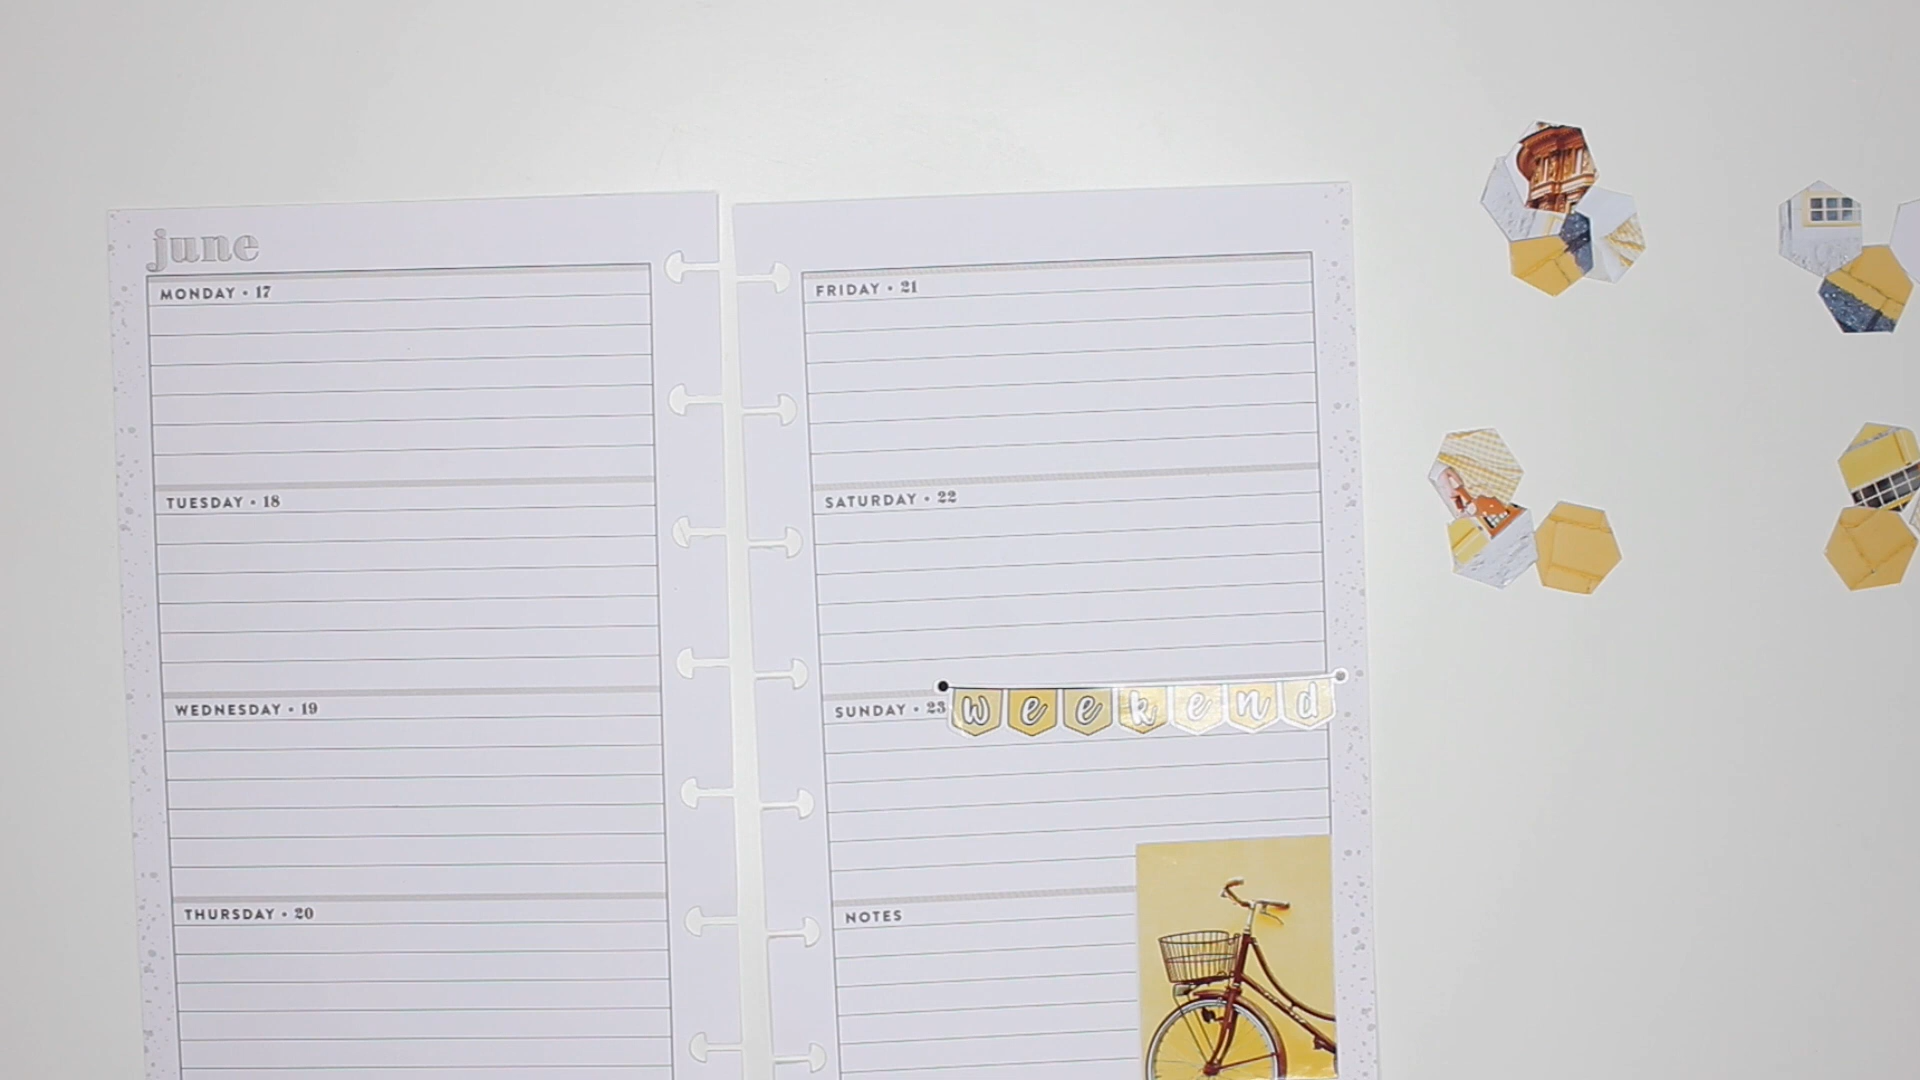 june
MONDAY • 17
TUESDAY • 18
WEDNESDAY • 19
THURSDAY • 20
FRIDAY • 21
SATURDAY • 22
SUNDAY • 23
weekend
NOTES